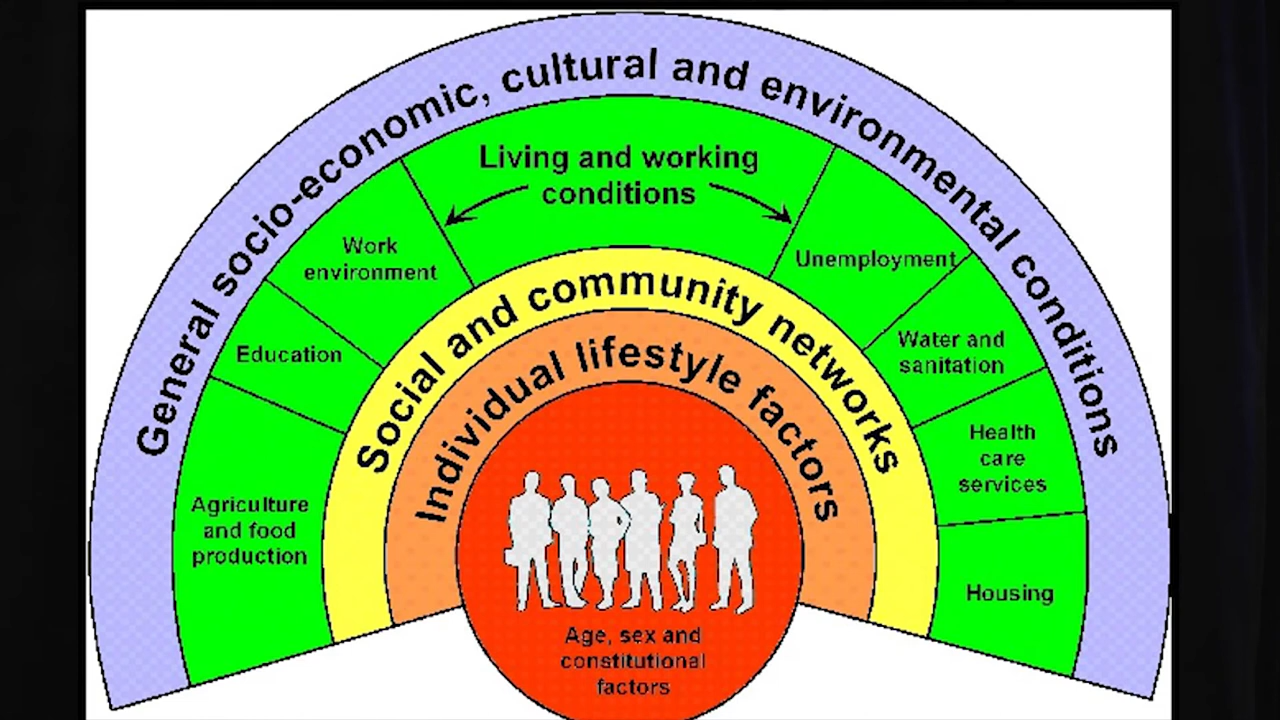 General socio-economic, cultural and environmental conditions
Living and working
conditions
Work
environment
Education
Agriculture
and food
production
Unemployment
Water and
sanitation
Health
care
services
Housing
Social and community networks
Individual lifestyle factors
Age, sex and
constitutional
factors